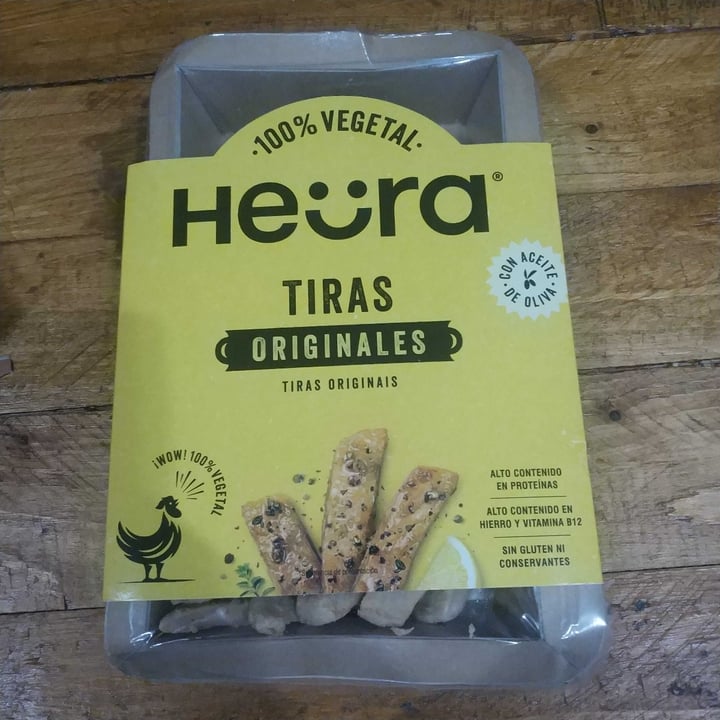 ·100% VEGETAL·
Heüra®
TIRAS
ORIGINALES
TIRAS ORIGINAIS
·CON ACEITE·
DE OLIVA
¡WOW! 100% VEGETAL
ALTO CONTENIDO
EN PROTEÍNAS
ALTO CONTENIDO EN
HIERRO Y VITAMINA B12
SIN GLUTEN NI
CONSERVANTES